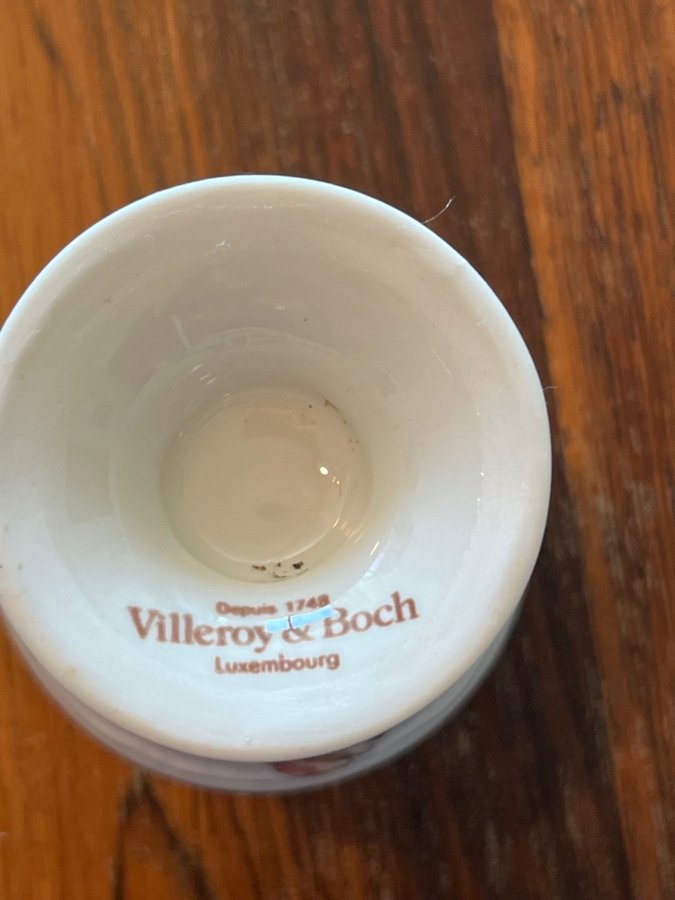 Depuis 1748
Villeroy & Boch
Luxembourg